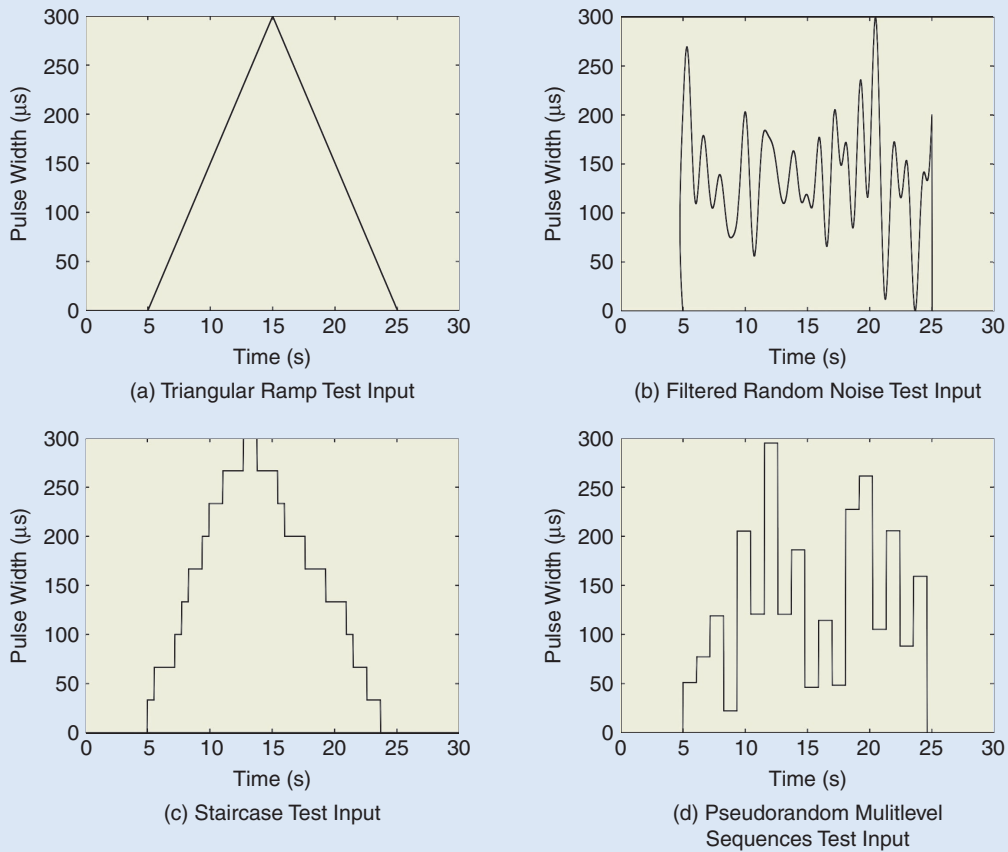 300
250
200
150
100
50
0
Pulse Width (μs)
0 5 10 15 20 25 30
Time (s)
(a) Triangular Ramp Test Input
300
250
200
150
100
50
0
Pulse Width (μs)
0 5 10 15 20 25 30
Time (s)
(b) Filtered Random Noise Test Input
300
250
200
150
100
50
0
Pulse Width (μs)
0 5 10 15 20 25 30
Time (s)
(c) Staircase Test Input
300
250
200
150
100
50
0
Pulse Width (μs)
0 5 10 15 20 25 30
Time (s)
(d) Pseudorandom Mulitlevel
Sequences Test Input